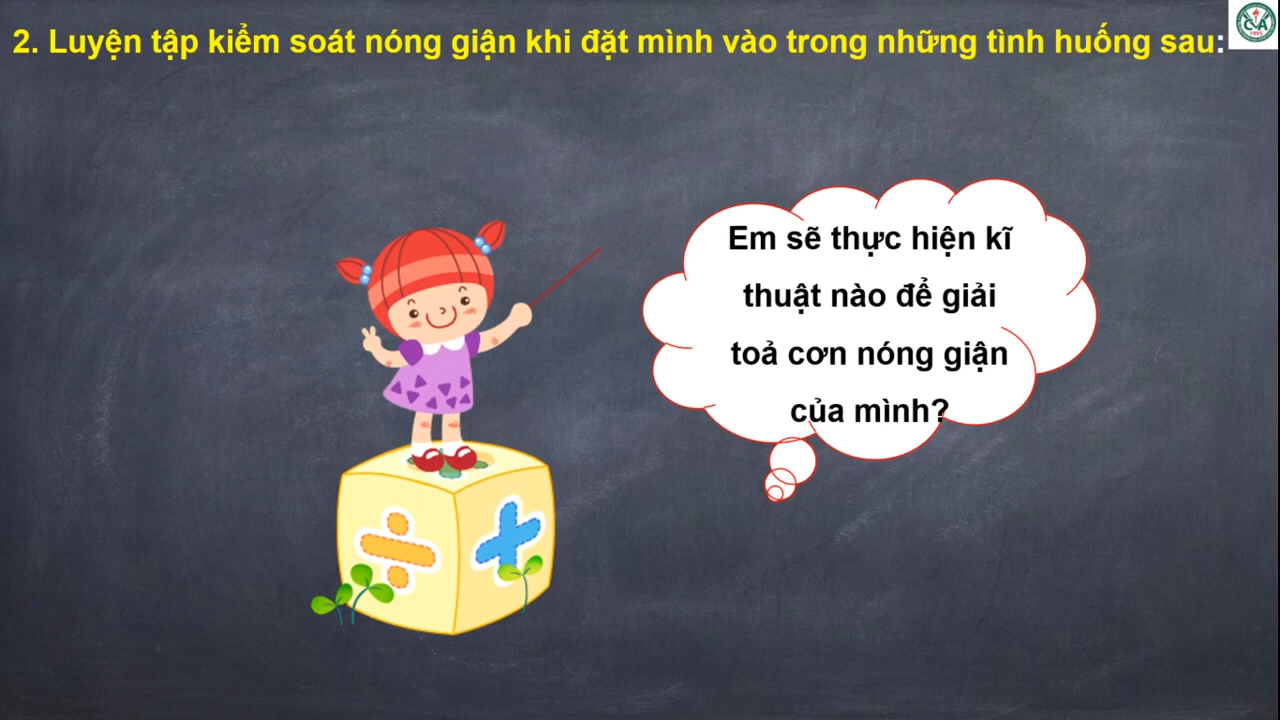 2. Luyện tập kiểm soát nóng giận khi đặt mình vào trong những tình huống sau:
Em sẽ thực hiện kĩ
thuật nào để giải
toả cơn nóng giận
của mình?